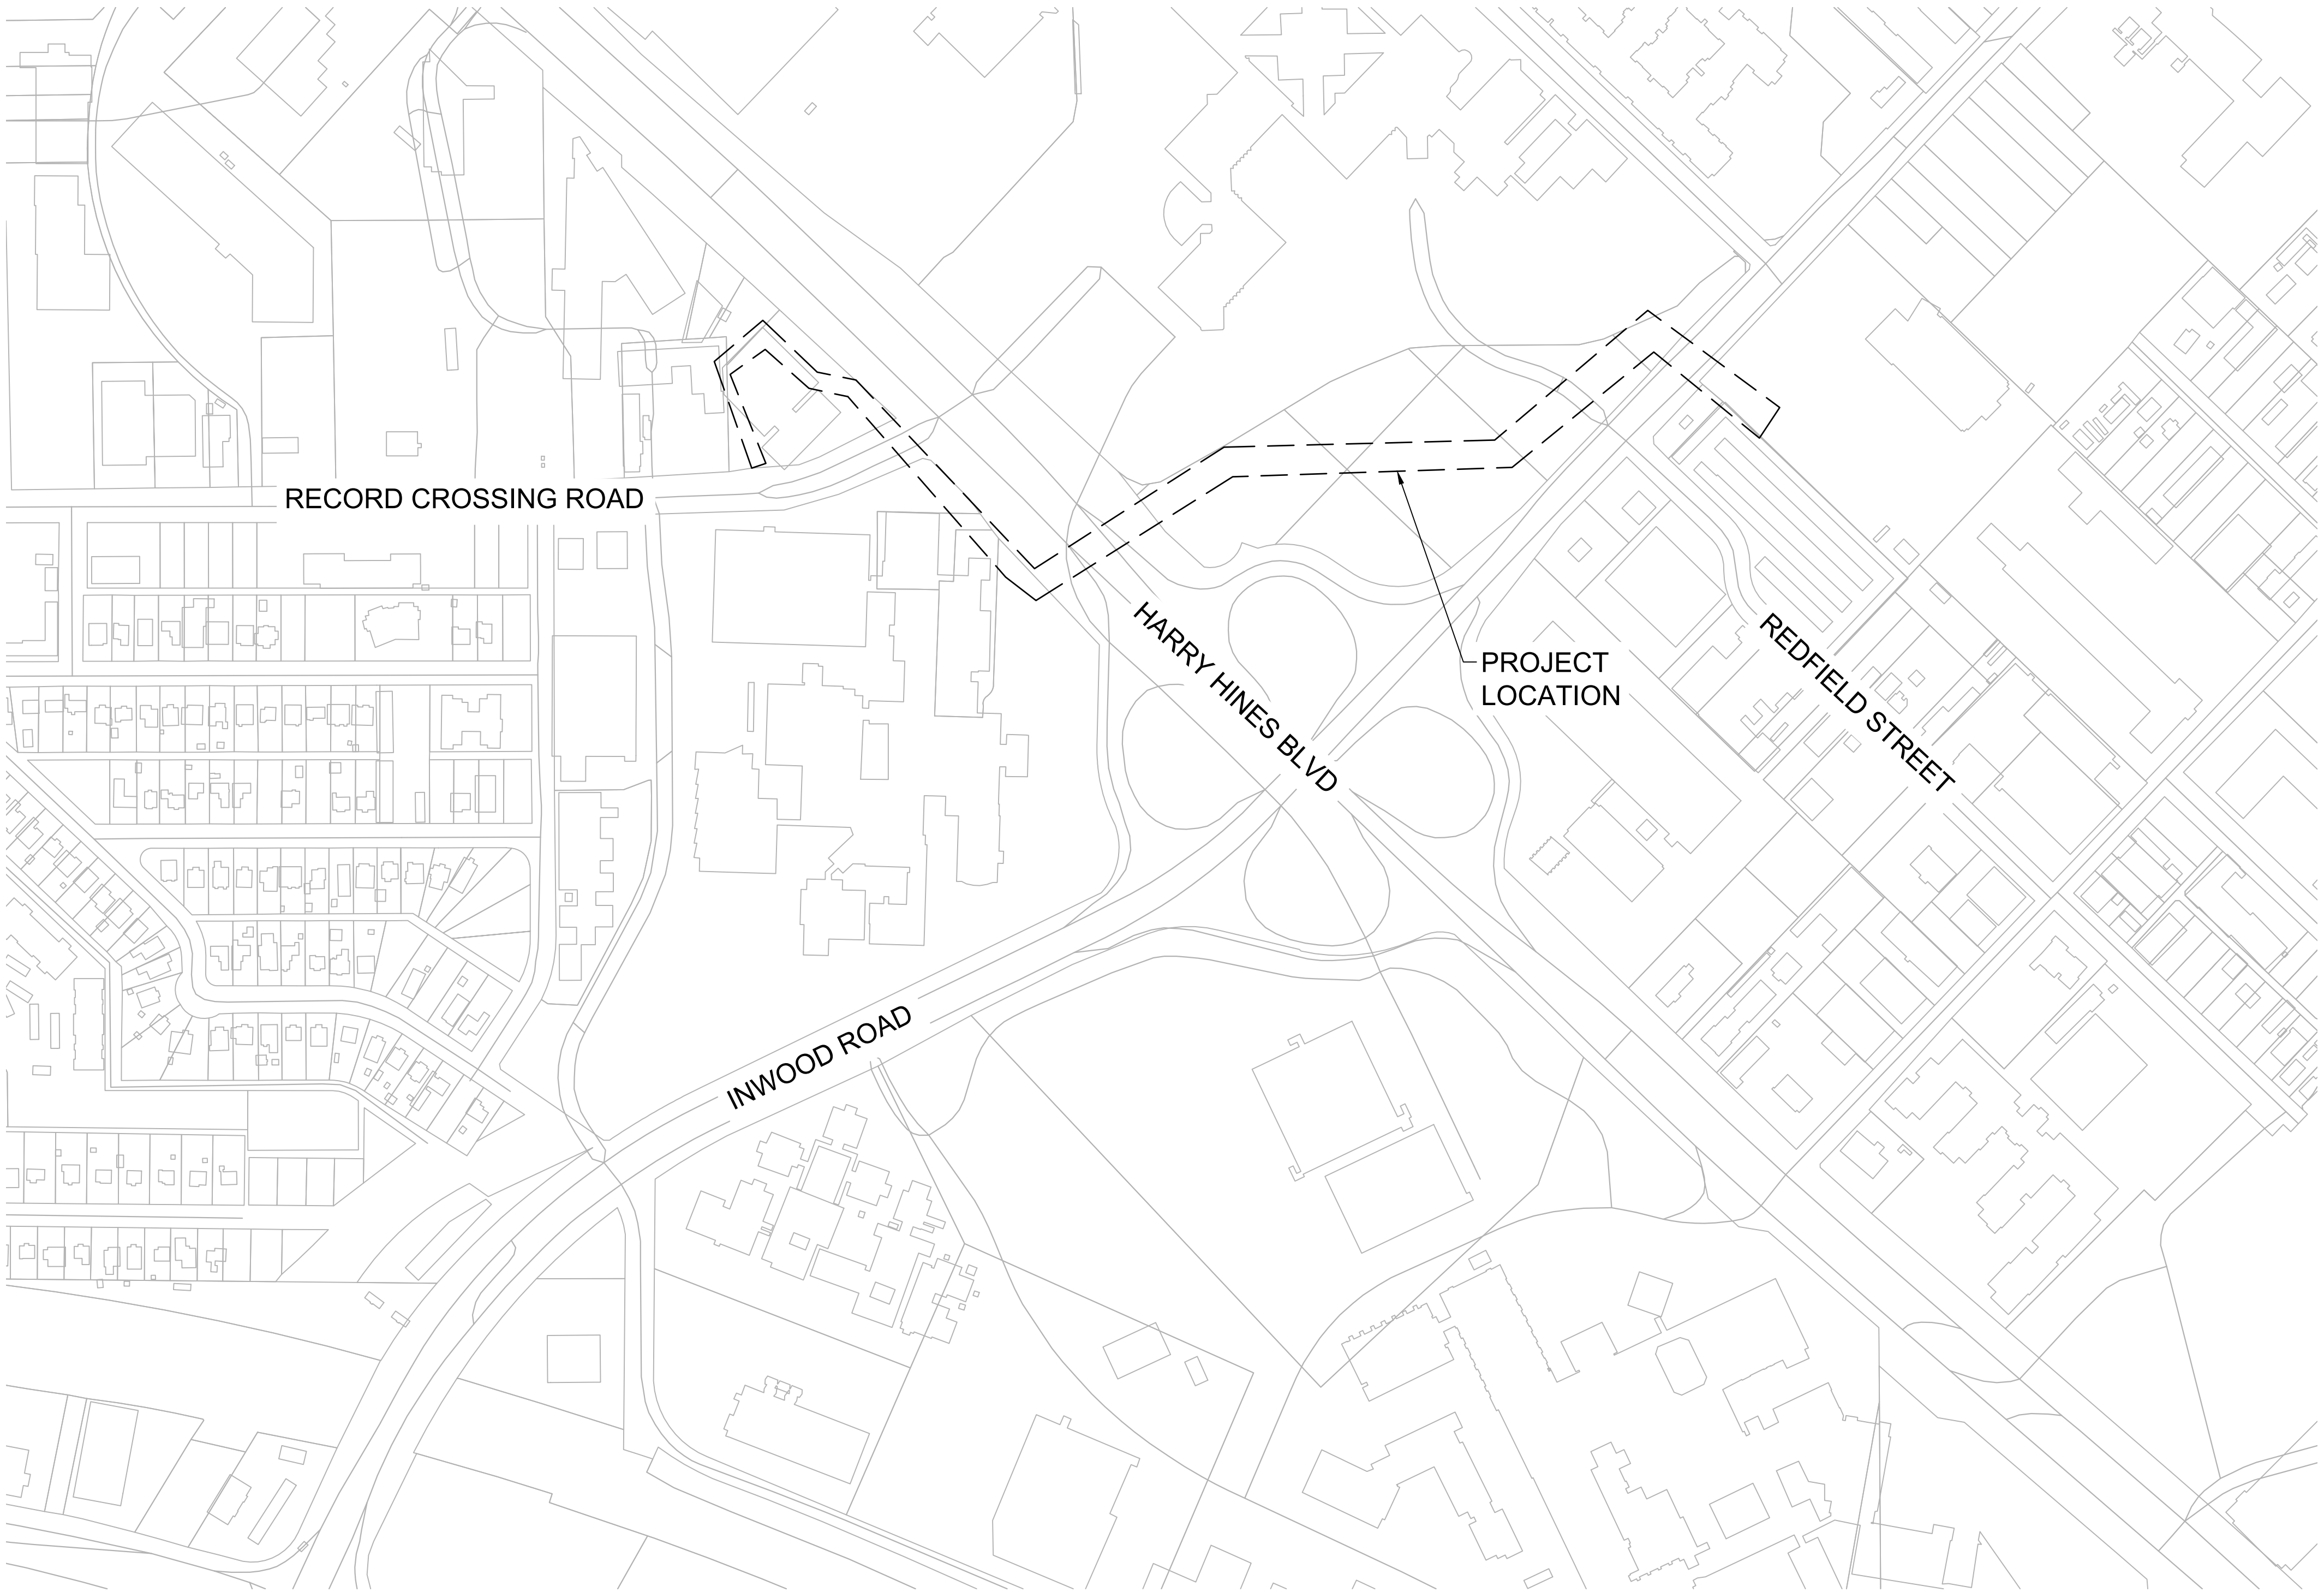 RECORD CROSSING ROAD
HARRY HINES BLVD
PROJECT
LOCATION
REDFIELD STREET
INWOOD ROAD